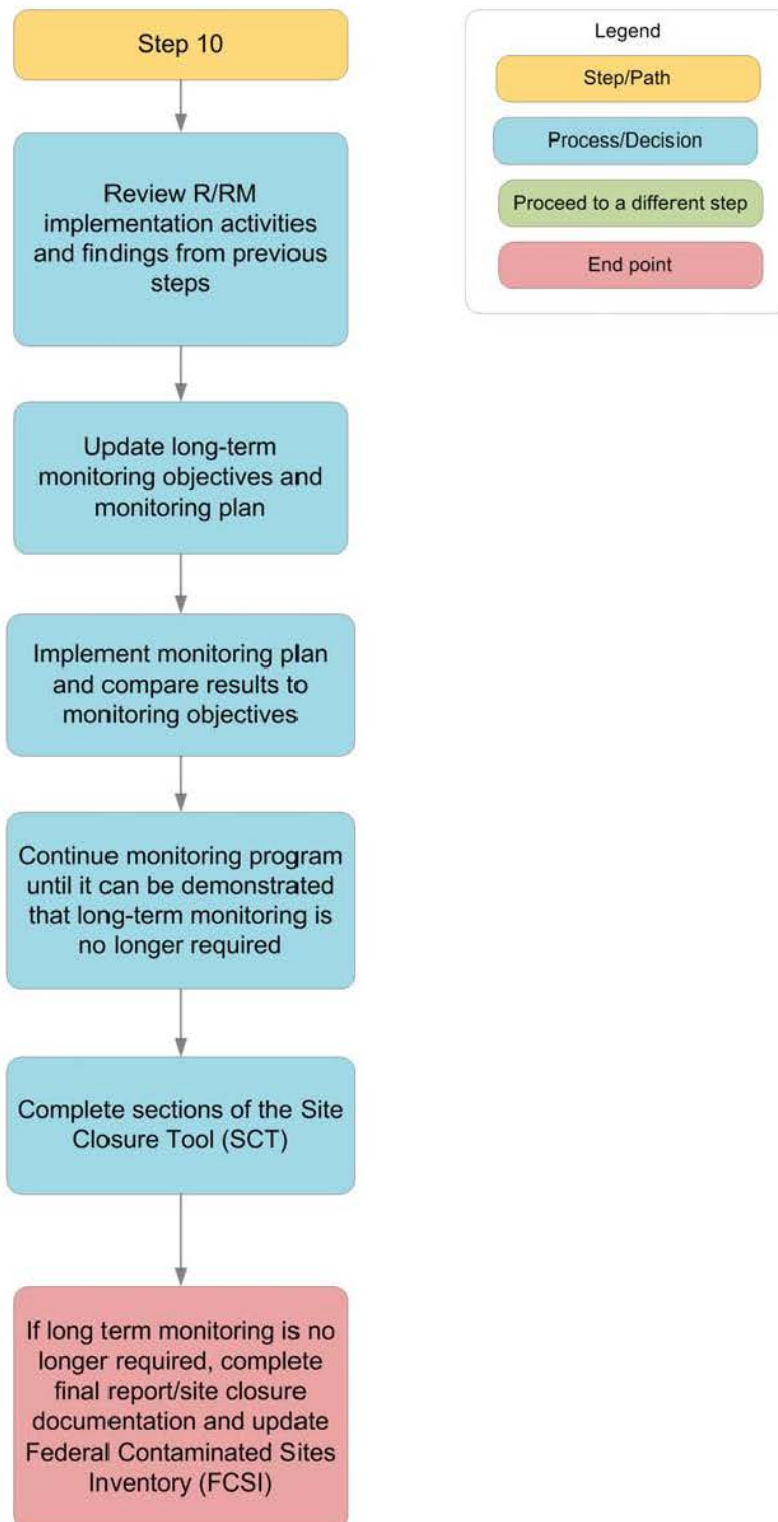 Step 10
Review R/RM
implementation activities
and findings from previous
steps
Update long-term
monitoring objectives and
monitoring plan
Implement monitoring plan
and compare results to
monitoring objectives
Continue monitoring program
until it can be demonstrated
that long-term monitoring is
no longer required
Complete sections of the Site
Closure Tool (SCT)
If long term monitoring is no
longer required, complete
final report/site closure
documentation and update
Federal Contaminated Sites
Inventory (FCSI)
Legend
Step/Path
Process/Decision
Proceed to a different step
End point